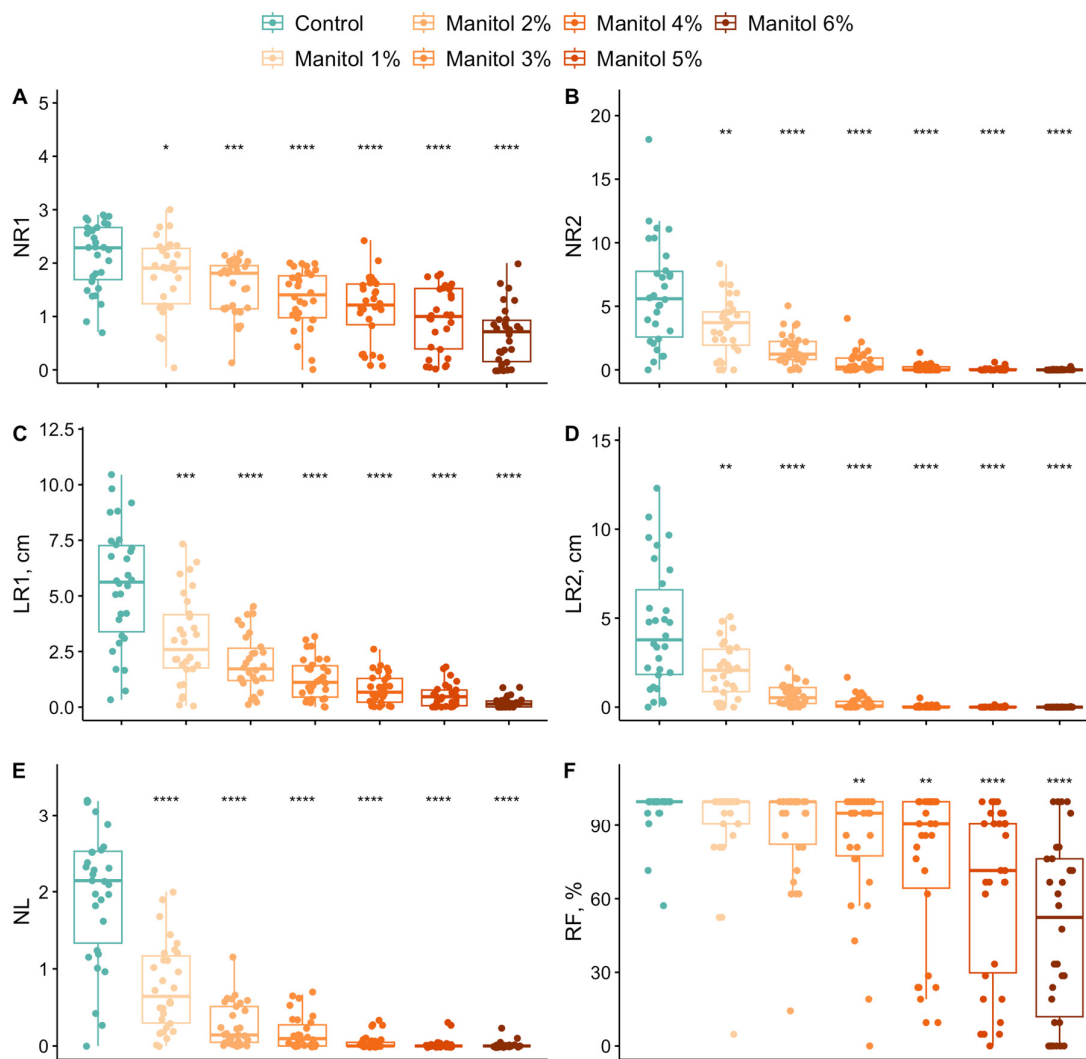 Control Manitol 2% Manitol 4% Manitol 6%
Manitol 1% Manitol 3% Manitol 5%
A
5
4
3
2
1
0
NR1
* *** **** **** **** ****
B
20
15
10
5
0
NR2
** **** **** **** **** ****
C
12.5
10.0
7.5
5.0
2.5
0.0
LR1, cm
*** **** **** **** **** ****
D
15
10
5
0
LR2, cm
** **** **** **** **** ****
E
3
2
1
0
NL
**** **** **** **** **** ****
F
90
60
30
0
RF, %
** ** **** ****